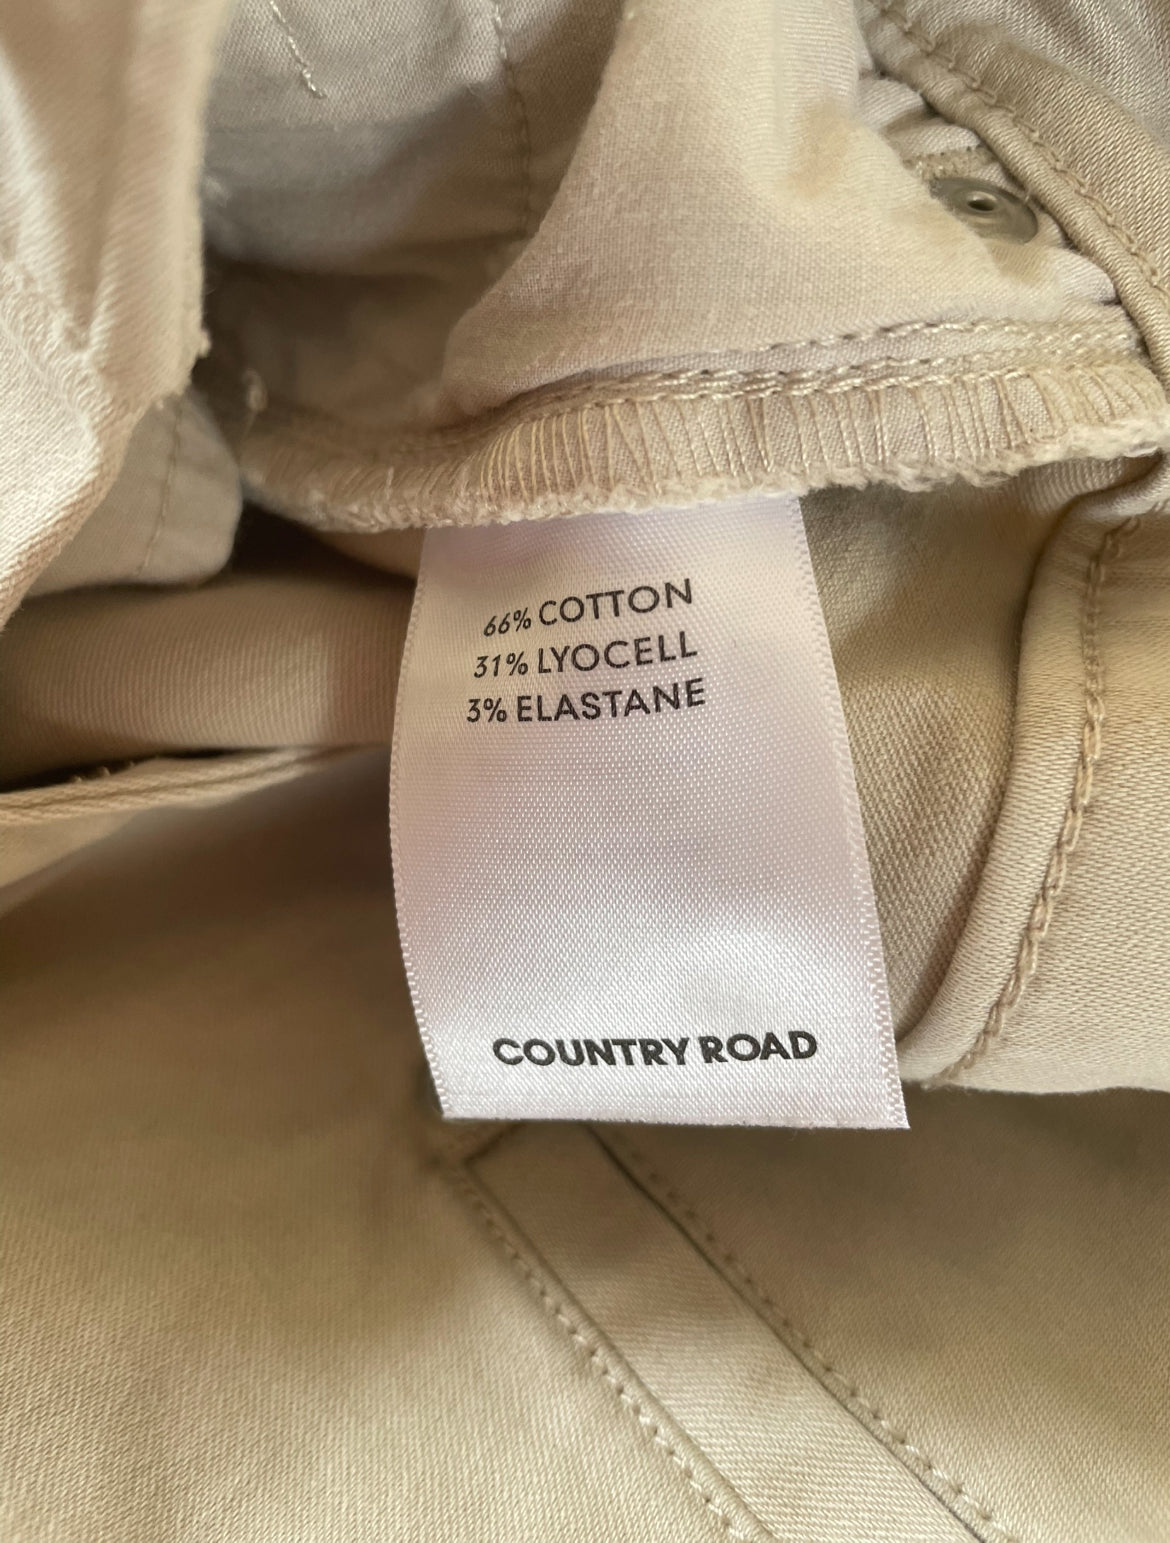 66% COTTON
31% LYOCELL
3% ELASTANE
COUNTRY ROAD